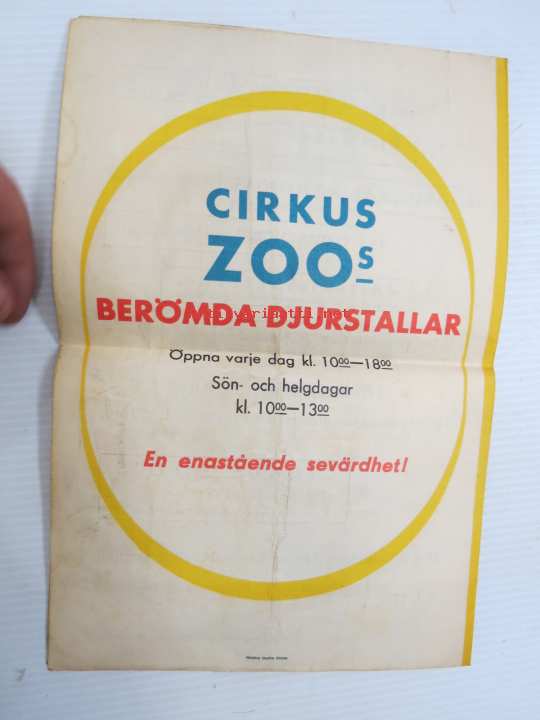 CIRKUS
ZOOs
BERÖMDA DJURSTALLAR
Öppna varje dag kl. 10⁰⁰—18⁰⁰
Sön- och helgdagar
kl. 10⁰⁰—13⁰⁰
En enastående sevärdhet!